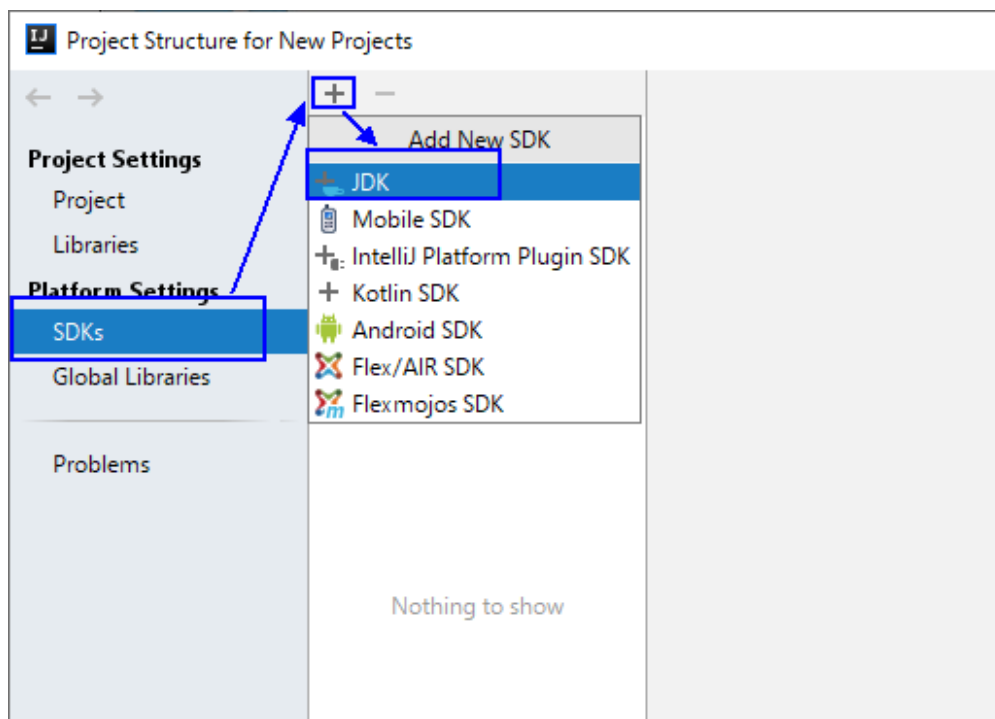 IJ
Project Structure for New Projects
Project Settings
Project
Libraries
Platform Settings
SDKs
Global Libraries
Problems
Add New SDK
JDK
Mobile SDK
IntelliJ Platform Plugin SDK
Kotlin SDK
Android SDK
Flex/AIR SDK
m Flexmojos SDK
Nothing to show